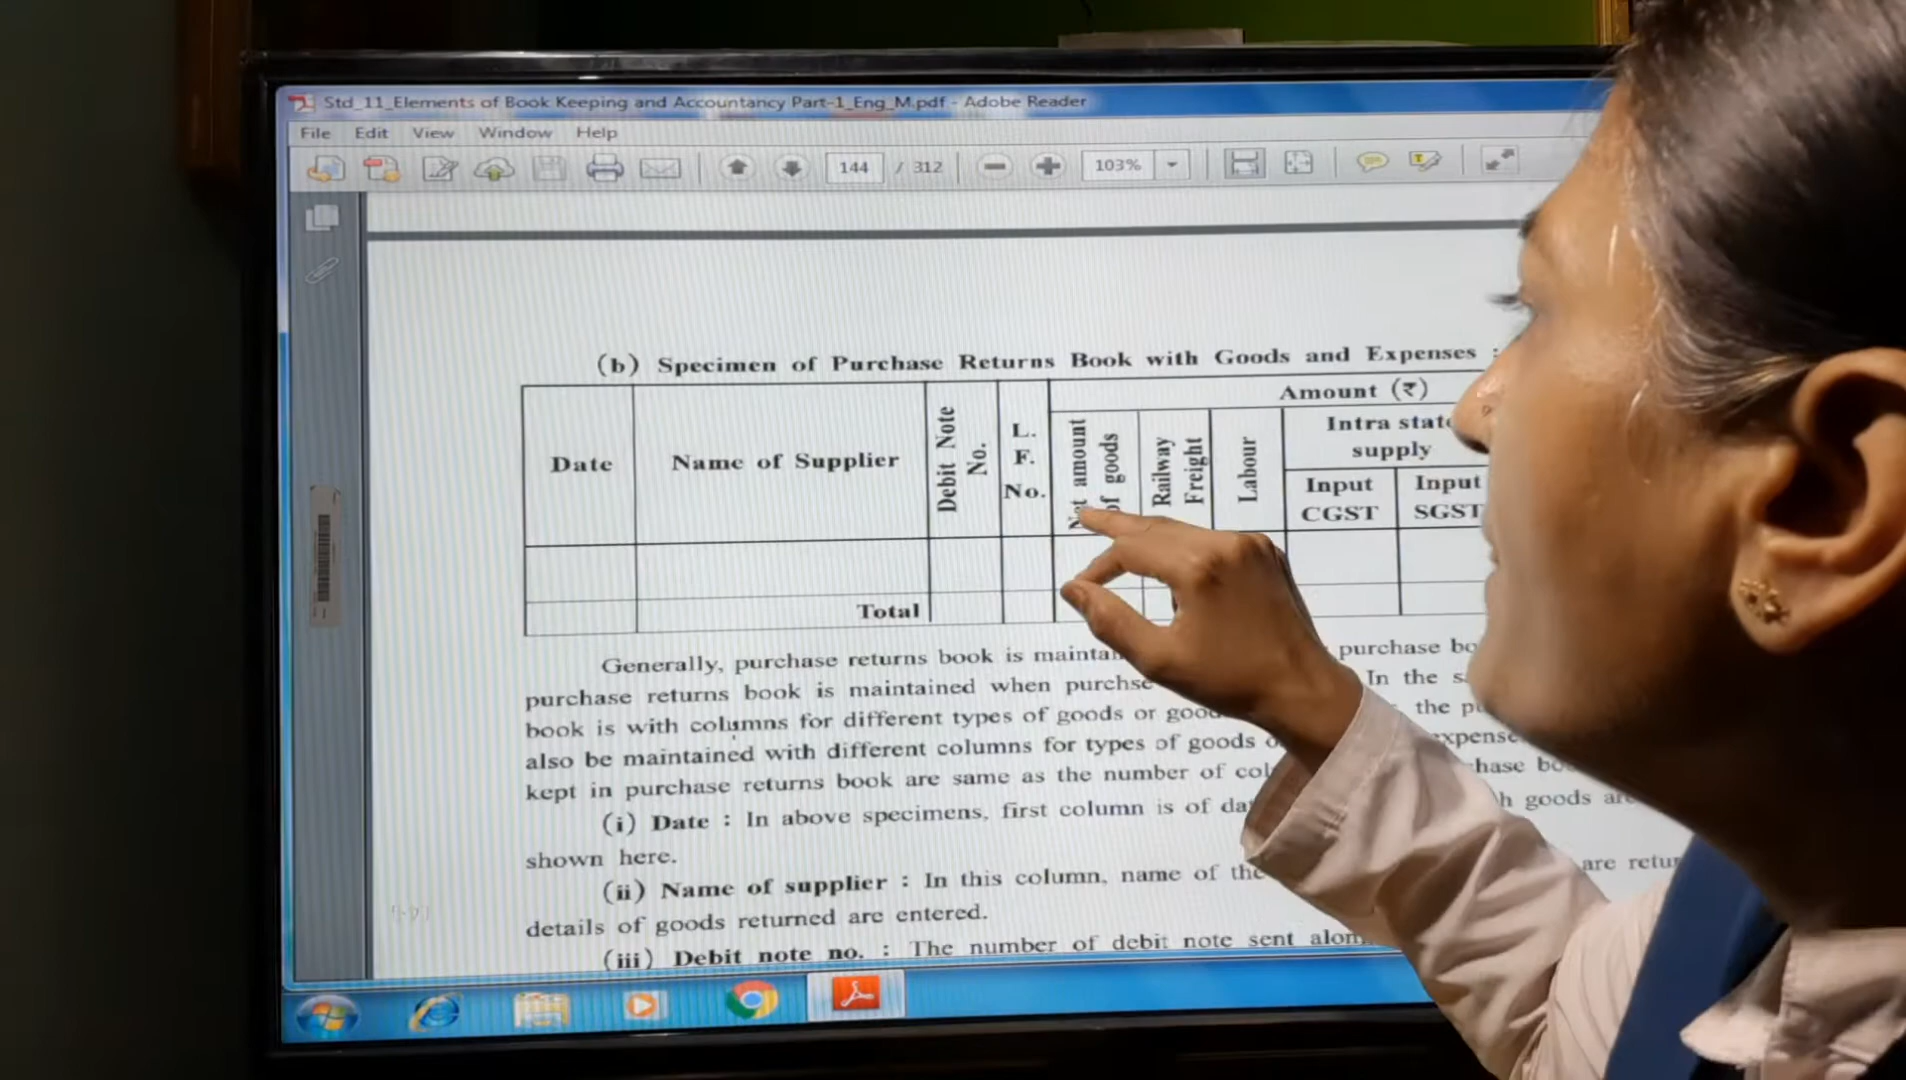 Std_11_Elements of Book Keeping and Accountancy Part-1_Eng_M.pdf - Adobe Reader
File Edit View Window Help
144 / 312 103%
(b) Specimen of Purchase Returns Book with Goods and Expenses :
Amount (₹)
Date
Name of Supplier
Debit Note No.
L. F. No.
Net amount of goods
Railway Freight
Labour
Intra state supply
Input CGST
Input SGST
Total
Generally, purchase returns book is purchase
purchase returns book is maintained when In the
book is with columns for different types of goods or the
also be maintained with different columns for types of goods
kept in purchase returns book are same as the number of
(i) Date : In above specimens, first column is of goods
shown here.
(ii) Name of supplier : In this column, name of the are
details of goods returned are entered.
(iii) Debit note no. : The number of debit note sent